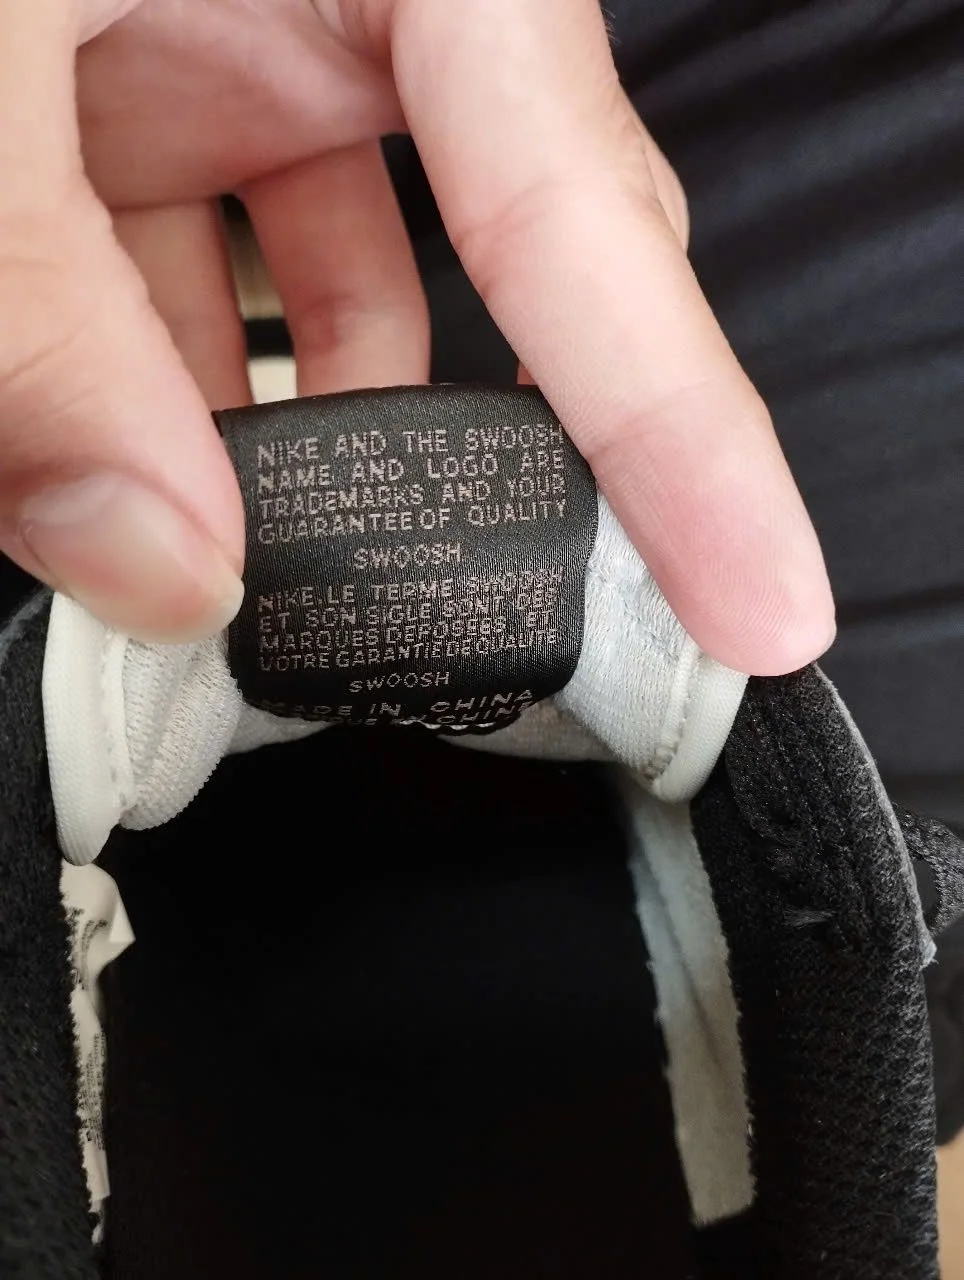 NIKE AND THE SWOOSH
NAME AND LOGO ARE
TRADEMARKS AND YOUR
GUARANTEE OF QUALITY
SWOOSH
NIKE LE TERME SWOOSH
ET SON SIGLE SONT DES
MARQUES DEPOSEES ET
VOTRE GARANTIE DE QUALITE
SWOOSH
MADE IN CHINA
CHINE